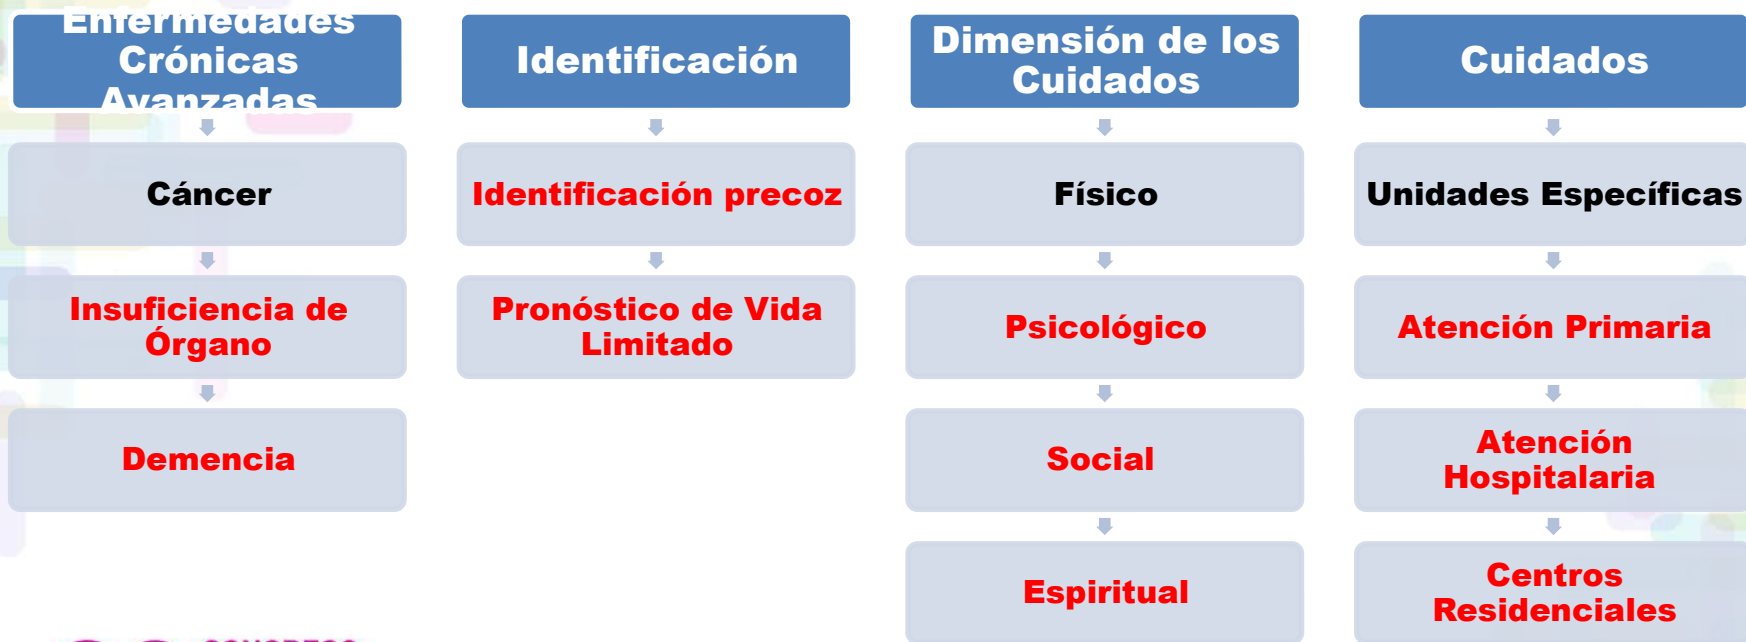 Enfermedades
Crónicas
Avanzadas
Cáncer
Insuficiencia de
Órgano
Demencia
Identificación
Identificación precoz
Pronóstico de Vida
Limitado
Dimensión de los
Cuidados
Físico
Psicológico
Social
Espiritual
Cuidados
Unidades Específicas
Atención Primaria
Atención
Hospitalaria
Centros
Residenciales